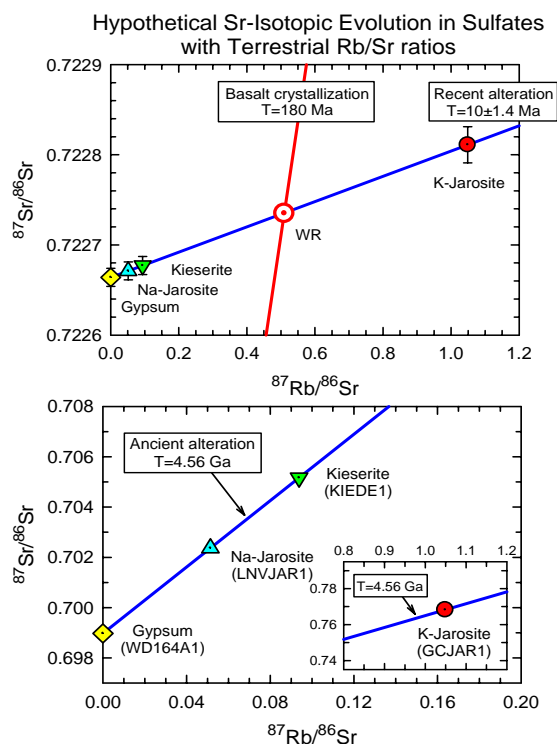 Hypothetical Sr-Isotopic Evolution in Sulfates
with Terrestrial Rb/Sr ratios
0.7229
0.7228
0.7227
0.7226
87Sr/86Sr
Basalt crystallization
T=180 Ma
Recent alteration
T=10±1.4 Ma
K-Jarosite
WR
Kieserite
Na-Jarosite
Gypsum
0.0
0.2
0.4
0.6
0.8
1.0
1.2
87Rb/86Sr
0.708
0.706
0.704
0.702
0.700
0.698
87Sr/86Sr
Ancient alteration
T=4.56 Ga
Kieserite
(KIEDE1)
Na-Jarosite
(LNVJAR1)
Gypsum
(WD164A1)
0.8
0.9
1.0
1.1
1.2
0.78
0.76
0.74
T=4.56 Ga
K-Jarosite
(GCJAR1)
0.00
0.04
0.08
0.12
0.16
0.20
87Rb/86Sr